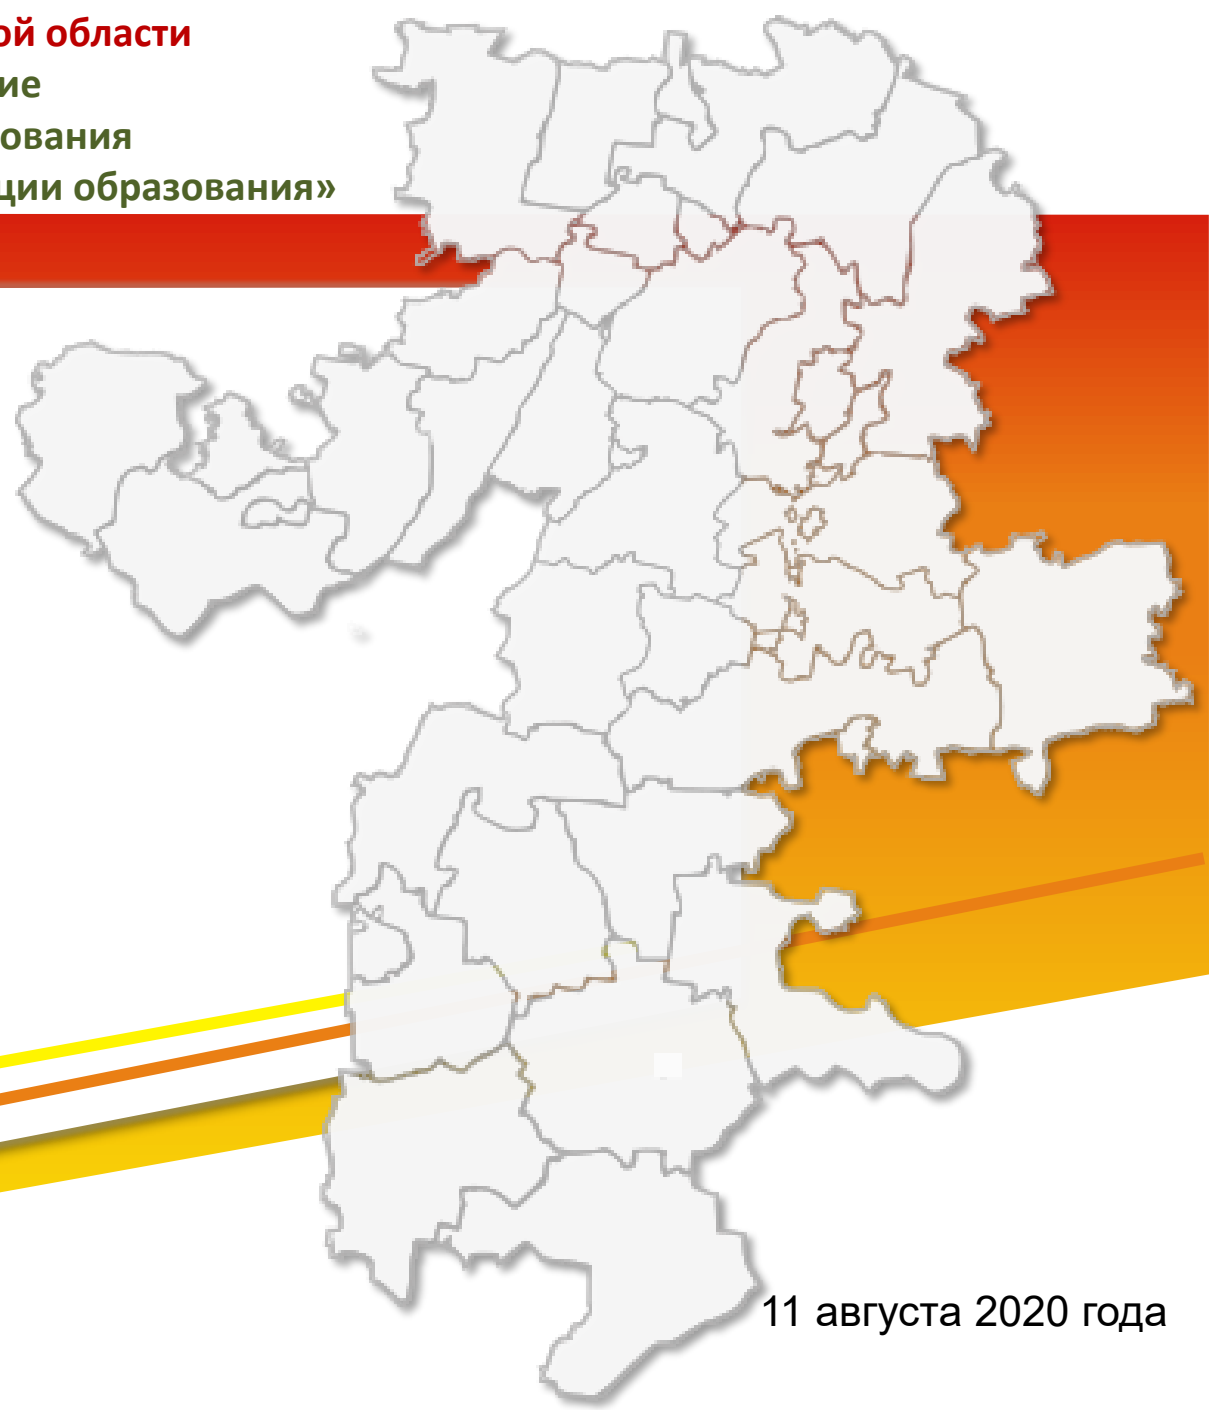 ой области
ие
ования
ции образования»
11 августа 2020 года